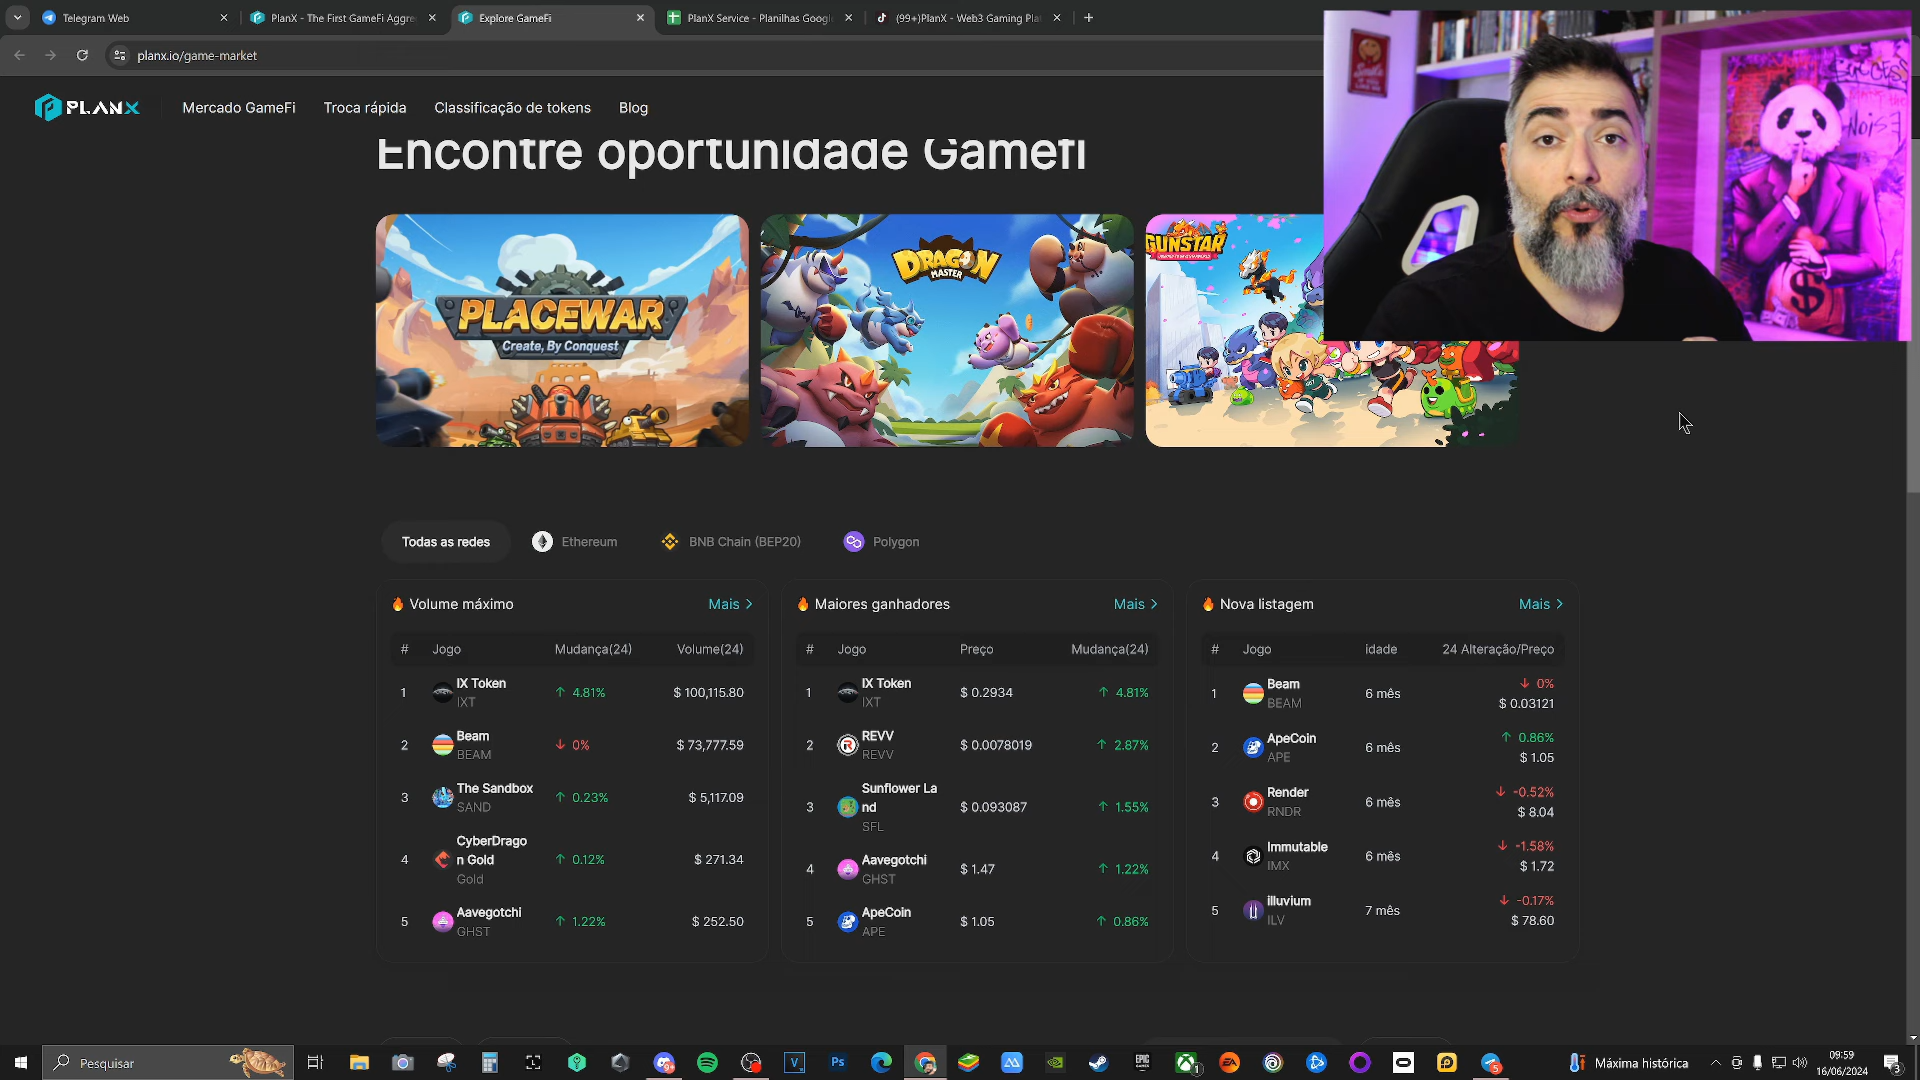 Telegram Web
PlanX - The First GameFi Aggre
Explore GameFi
PlanX Service - Planilhas Googl
(99+)PlanX - Web3 Gaming Pla
planx.io/game-market
PLANX
Mercado GameFi
Troca rápida
Classificação de tokens
Blog
Encontre oportunidade Gamefi
PLACEWAR
Create, By Conquest
DRAGON
MASTER
GUNSTAR
Todas as redes
Ethereum
BNB Chain (BEP20)
Polygon
Volume máximo
Mais >
# Jogo Mudança(24) Volume(24)
1 IX Token ↑ 4.81% $ 100,115.80
IXT
2 Beam ↓ 0% $ 73,777.59
BEAM
3 The Sandbox ↑ 0.23% $ 5,117.09
SAND
CyberDrago
4 n Gold ↑ 0.12% $ 271.34
Gold
5 Aavegotchi ↑ 1.22% $ 252.50
GHST
Maiores ganhadores
Mais >
# Jogo Preço Mudança(24)
1 IX Token $ 0.2934 ↑ 4.81%
IXT
2 REVV $ 0.0078019 ↑ 2.87%
REVV
Sunflower La
3 nd $ 0.093087 ↑ 1.55%
SFL
4 Aavegotchi $ 1.47 ↑ 1.22%
GHST
5 ApeCoin $ 1.05 ↑ 0.86%
APE
Nova listagem
Mais >
# Jogo idade 24 Alteração/Preço
1 Beam 6 mês ↓ 0%
BEAM $ 0.03121
2 ApeCoin 6 mês ↑ 0.86%
APE $ 1.05
3 Render 6 mês ↓ -0.52%
RNDR $ 8.04
4 Immutable 6 mês ↓ -1.58%
IMX $ 1.72
5 illuvium 7 mês ↓ -0.17%
ILV $ 78.60
Pesquisar
Máxima histórica
09:59
16/06/2024